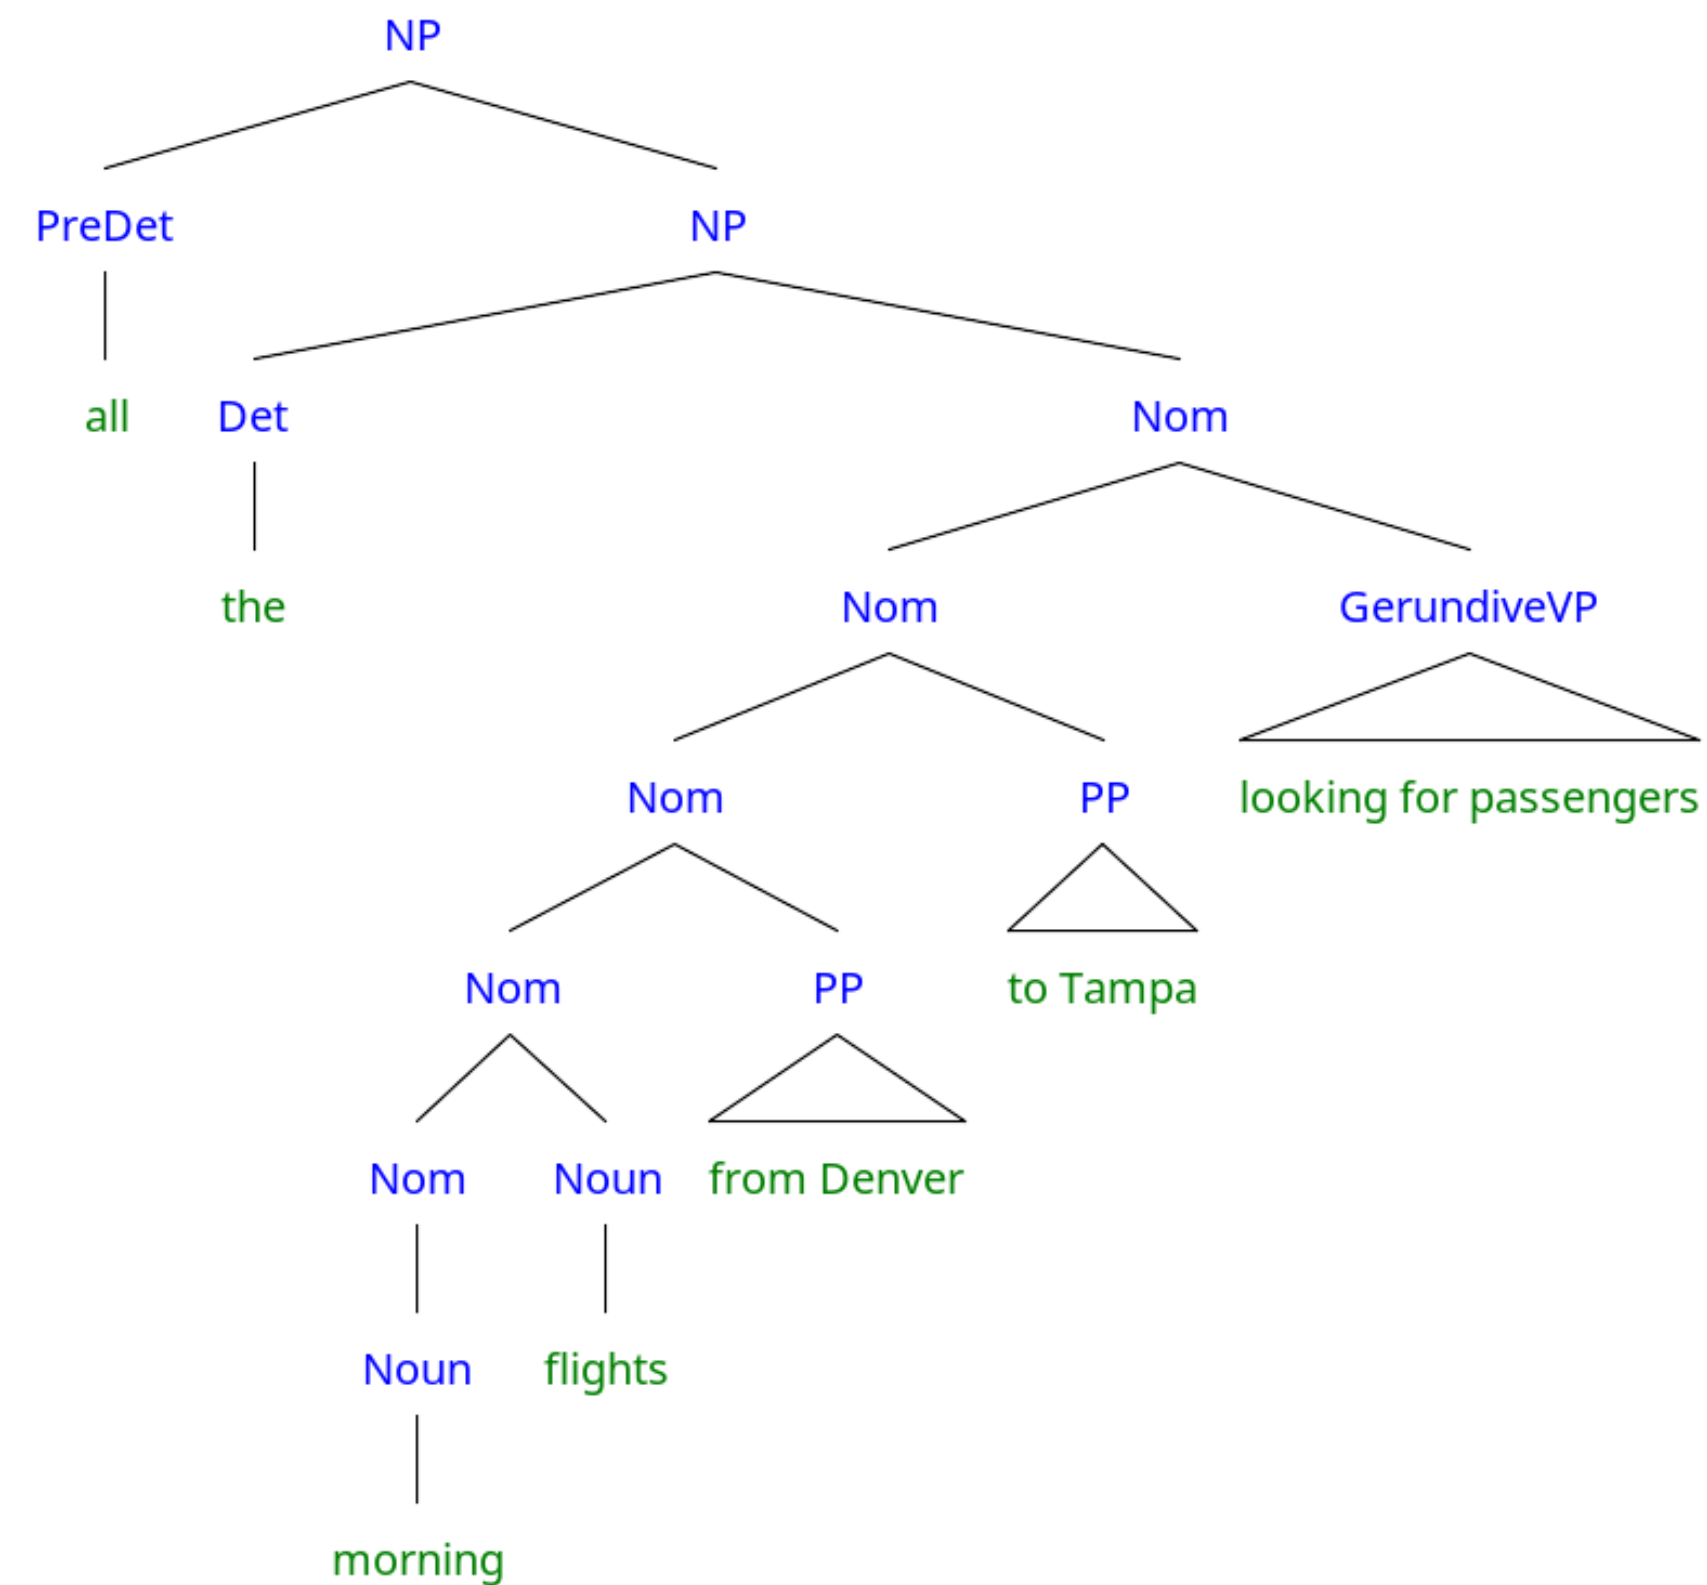 NP
PreDet NP
all Det Nom
the Nom GerundiveVP
Nom PP looking for passengers
Nom PP to Tampa
Nom Noun from Denver
Noun flights
morning